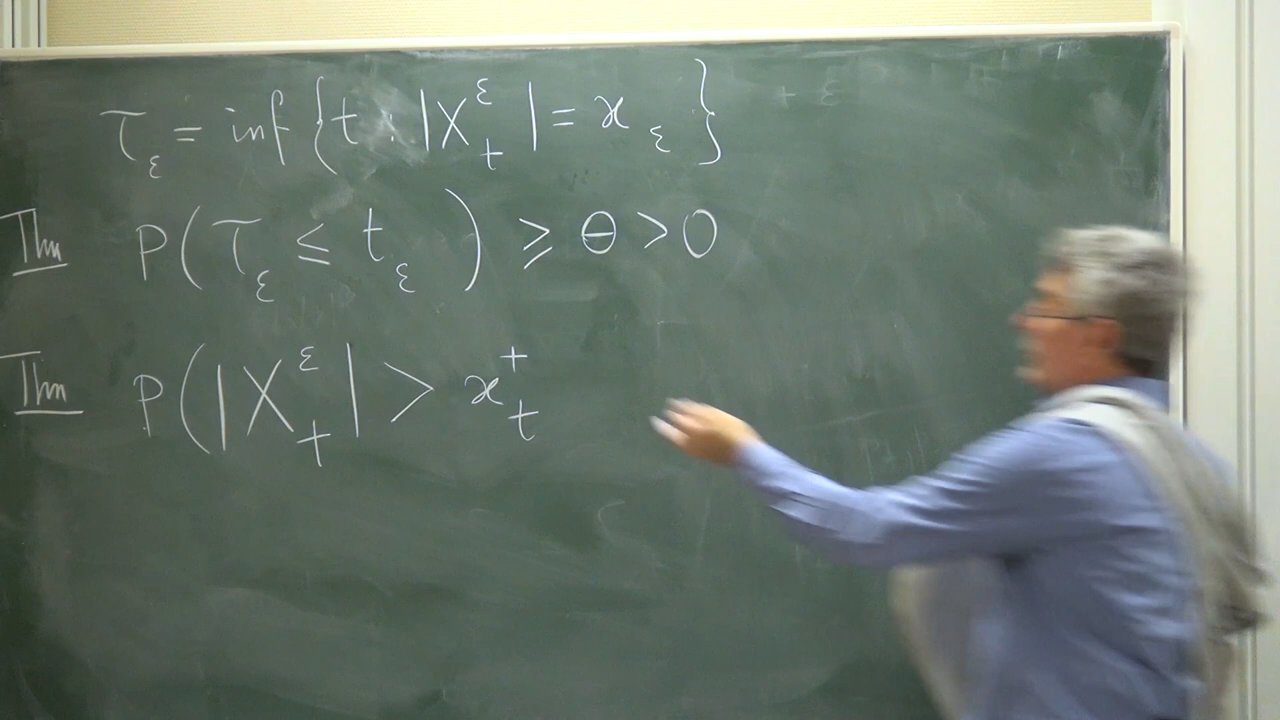 τ_ε = inf { t : |X_t^ε| = x_ε }
Thm P( τ_ε ≤ t_ε ) ≥ θ > 0
Thm P( |X_t^ε| > x_t^+